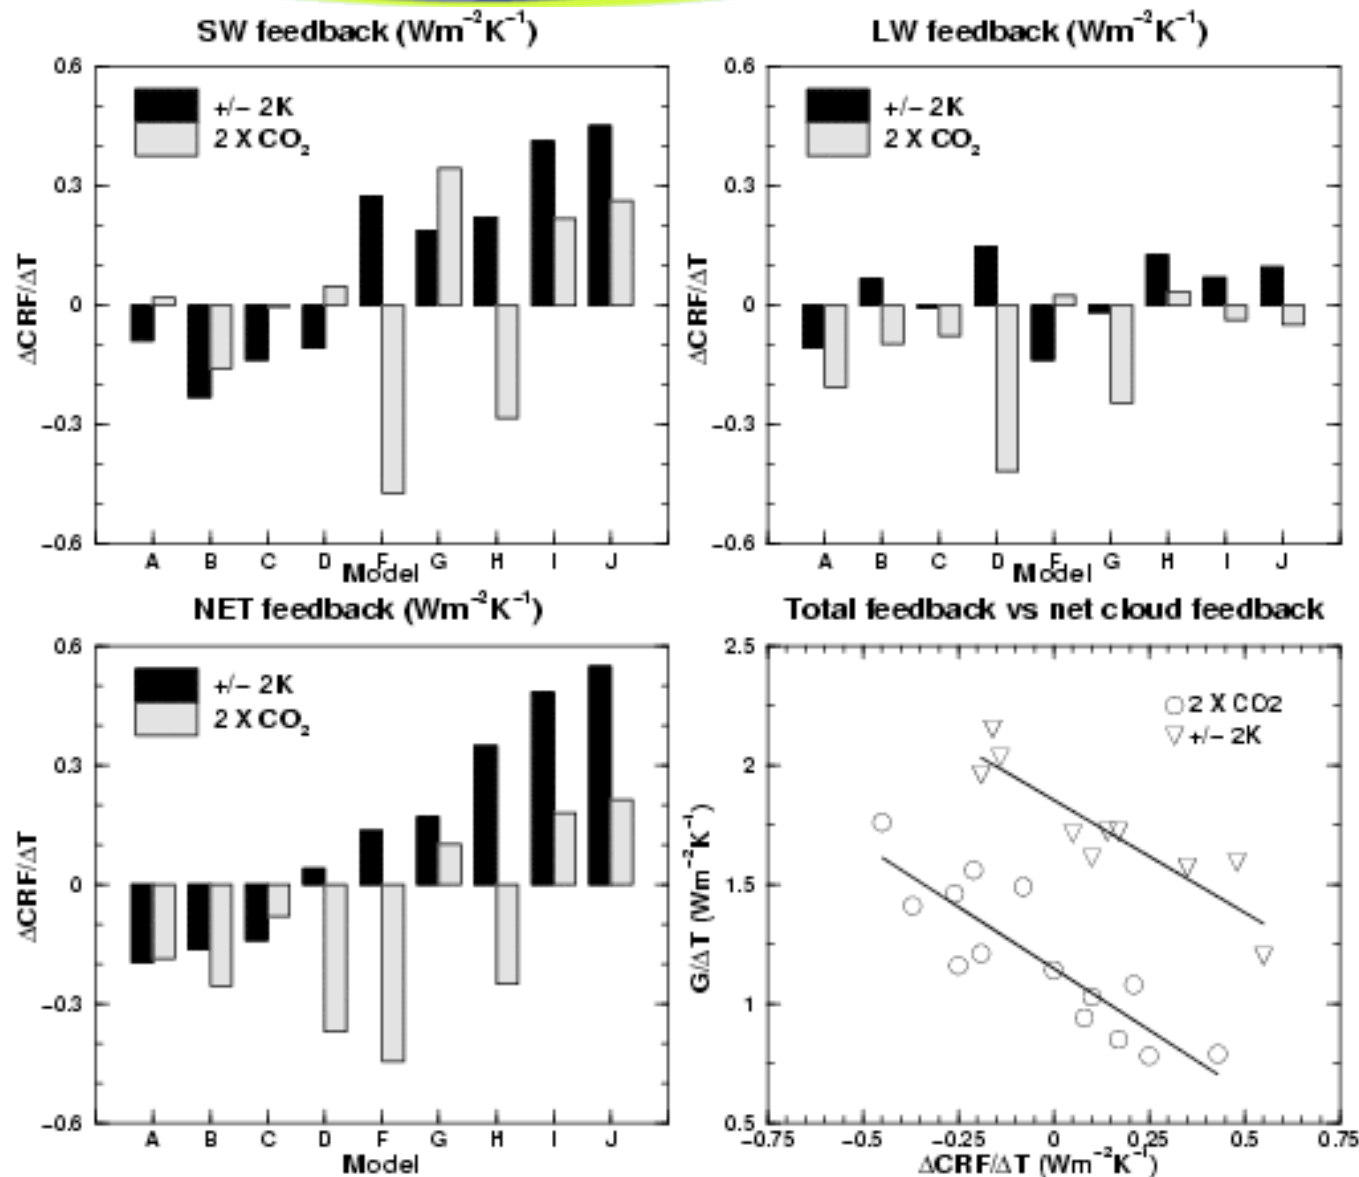 SW feedback (Wm⁻²K⁻¹)
0.6
0.3
0
−0.3
−0.6
ΔCRF/ΔT
+/− 2K
2 X CO₂
A B C D F G H I J
Model
LW feedback (Wm⁻²K⁻¹)
0.6
0.3
0
−0.3
−0.6
ΔCRF/ΔT
+/− 2K
2 X CO₂
A B C D F G H I J
Model
NET feedback (Wm⁻²K⁻¹)
0.6
0.3
0
−0.3
−0.6
ΔCRF/ΔT
+/− 2K
2 X CO₂
A B C D F G H I J
Model
Total feedback vs net cloud feedback
2.5
2
1.5
1
0.5
G/ΔT (Wm⁻²K⁻¹)
2 X CO2
+/− 2K
−0.75 −0.5 −0.25 0 0.25 0.5 0.75
ΔCRF/ΔT (Wm⁻²K⁻¹)